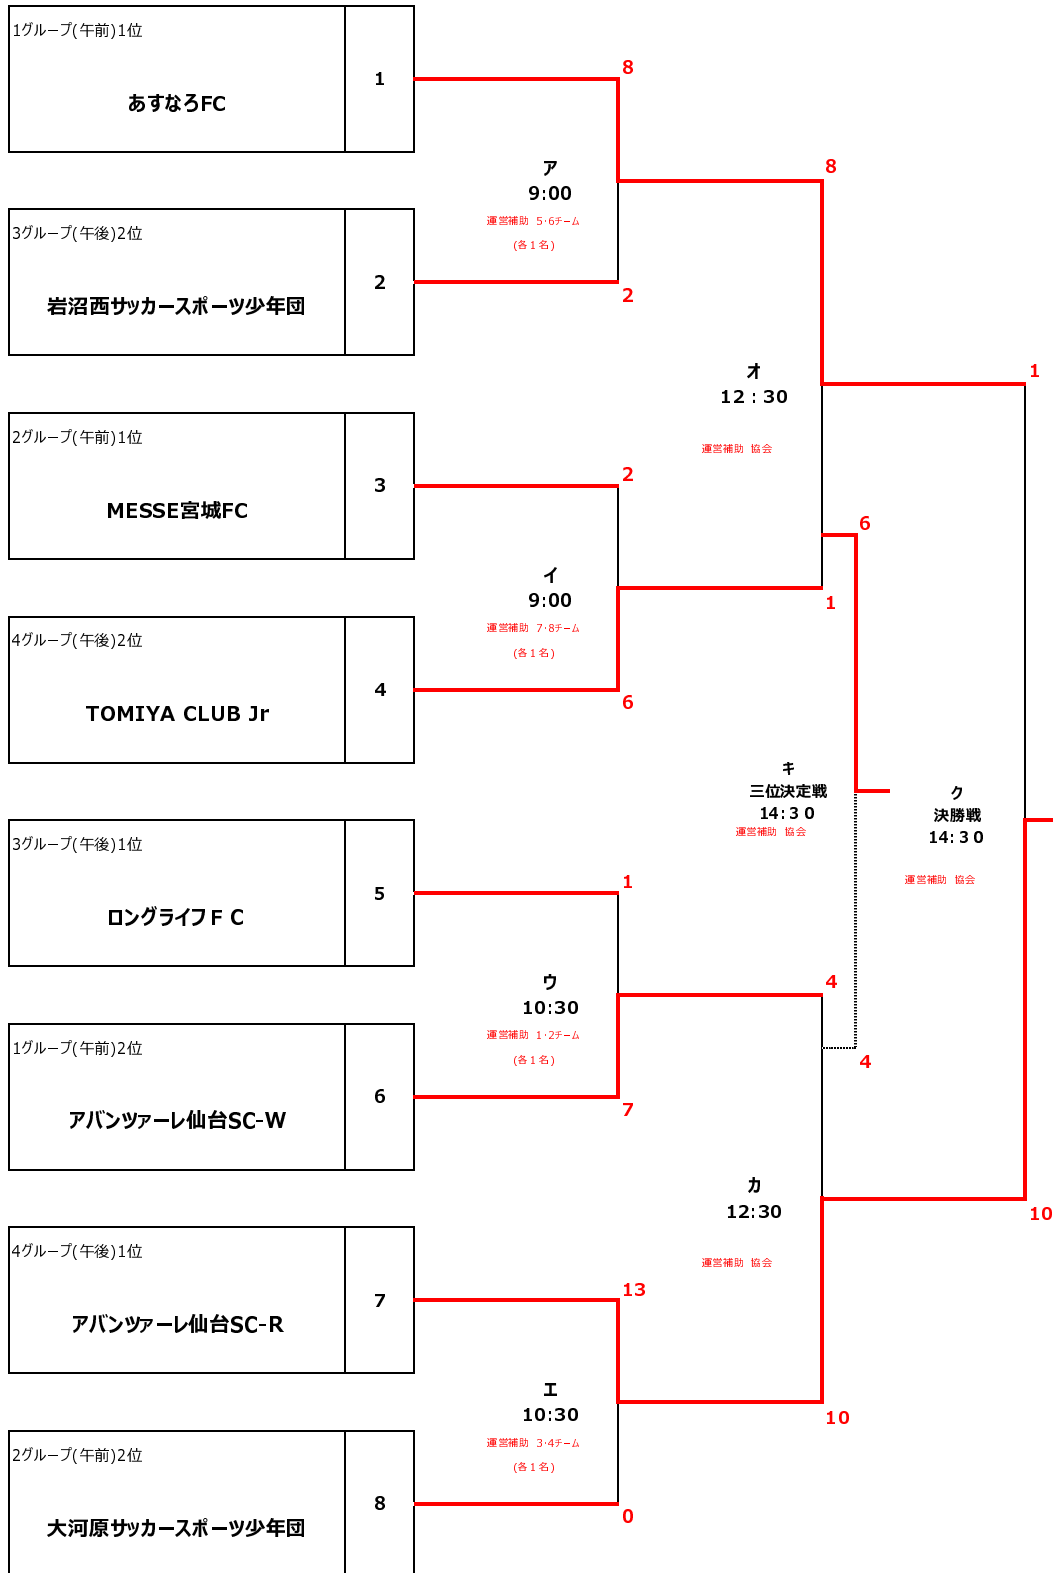 1グループ(午前)1位
1
あすなろFC
8
ア
9:00
運営補助 5・6チーム
(各１名)
8
3グループ(午後)2位
2
岩沼西サッカースポーツ少年団
2
オ
12：30
運営補助 協会
1
2グループ(午前)1位
3
MESSE宮城FC
2
イ
9:00
運営補助 7・8チーム
(各１名)
6
1
4グループ(午後)2位
4
TOMIYA CLUB Jr
6
キ
三位決定戦
14:３０
運営補助 協会
ク
決勝戦
14:３０
運営補助 協会
3グループ(午後)1位
5
ロングライフＦＣ
1
ウ
10:30
運営補助 1・2チーム
(各１名)
4
4
1グループ(午前)2位
6
アバンツァーレ仙台SC-W
7
カ
12:30
運営補助 協会
10
4グループ(午後)1位
7
アバンツァーレ仙台SC-R
13
エ
10:30
運営補助 3・4チーム
(各１名)
10
2グループ(午前)2位
8
大河原サッカースポーツ少年団
0